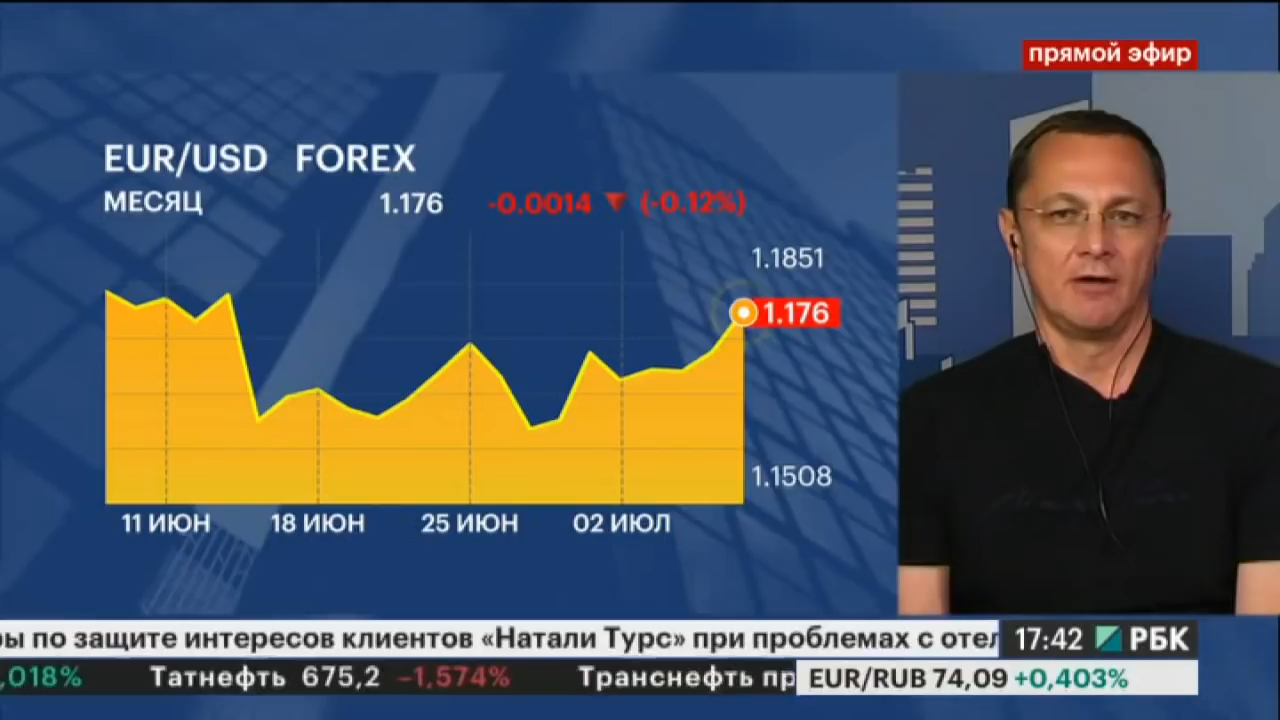 прямой эфир
EUR/USD FOREX
МЕСЯЦ 1.176 -0.0014 ▼ (-0.12%)
1.1851
1.176
1.1508
11 ИЮН 18 ИЮН 25 ИЮН 02 ИЮЛ
ры по защите интересов клиентов «Натали Турс» при проблемах с отел 17:42 РБК
,018% Татнефть 675,2 -1,574% Транснефть пр EUR/RUB 74,09 +0,403%